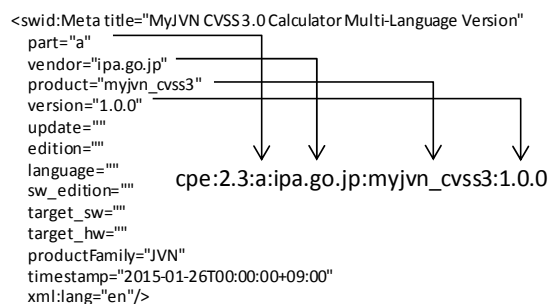 <swid:Meta title="MyJVN CVSS3.0 Calculator Multi-Language Version"
part="a"
vendor="ipa.go.jp"
product="myjvn_cvss3"
version="1.0.0"
update=""
edition=""
language=""
sw_edition=""
target_sw=""
target_hw=""
productFamily="JVN"
timestamp="2015-01-26T00:00:00+09:00"
xml:lang="en"/>
cpe:2.3:a:ipa.go.jp:myjvn_cvss3:1.0.0